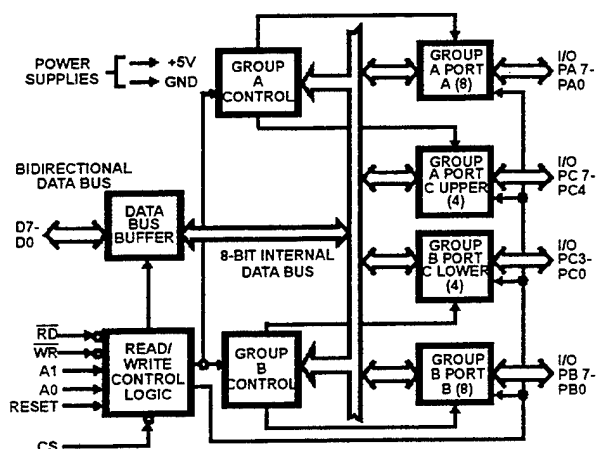 POWER
SUPPLIES
+5V
GND
GROUP
A
CONTROL
GROUP
A PORT
A (8)
I/O
PA 7-
PA0
BIDIRECTIONAL
DATA BUS
D7-
D0
DATA
BUS
BUFFER
8-BIT INTERNAL
DATA BUS
GROUP
A PORT
C UPPER
(4)
I/O
PC 7-
PC4
GROUP
B PORT
C LOWER
(4)
I/O
PC3-
PC0
RD
WR
A1
A0
RESET
READ/
WRITE
CONTROL
LOGIC
GROUP
B
CONTROL
GROUP
B PORT
B (8)
I/O
PB 7-
PB0
CS